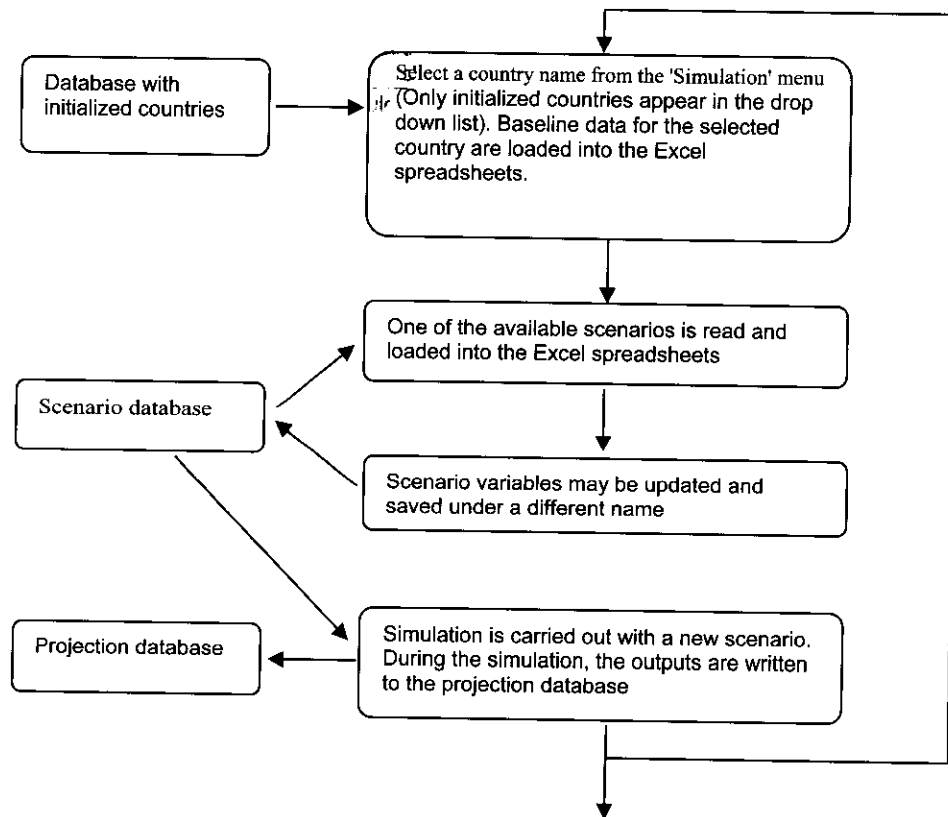 Database with
initialized countries
Select a country name from the 'Simulation' menu
(Only initialized countries appear in the drop
down list). Baseline data for the selected
country are loaded into the Excel
spreadsheets.
One of the available scenarios is read and
loaded into the Excel spreadsheets
Scenario database
Scenario variables may be updated and
saved under a different name
Projection database
Simulation is carried out with a new scenario.
During the simulation, the outputs are written
to the projection database